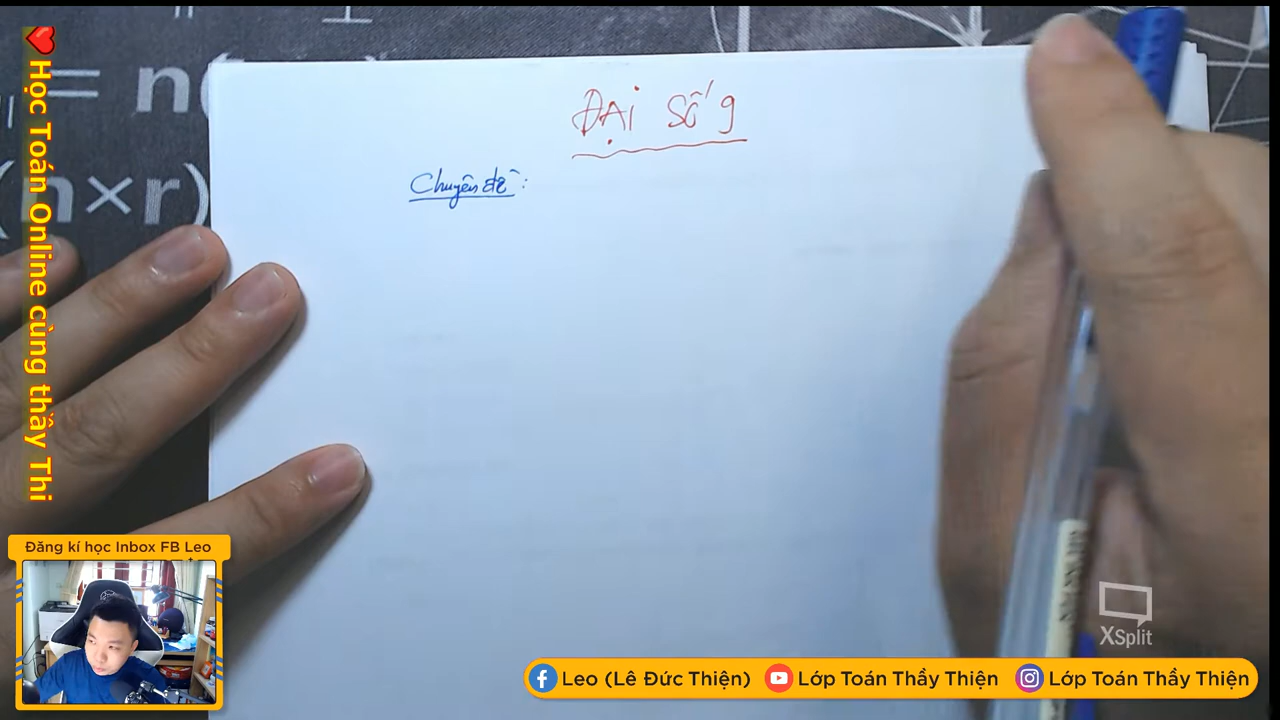 ❤️Học Toán Online cùng thầy Thi
= n(
(n×r)
ĐẠi Số 9
Chuyên đề :
Đăng kí học Inbox FB Leo
XSplit
Leo (Lê Đức Thiện)
Lớp Toán Thầy Thiện
Lớp Toán Thầy Thiện